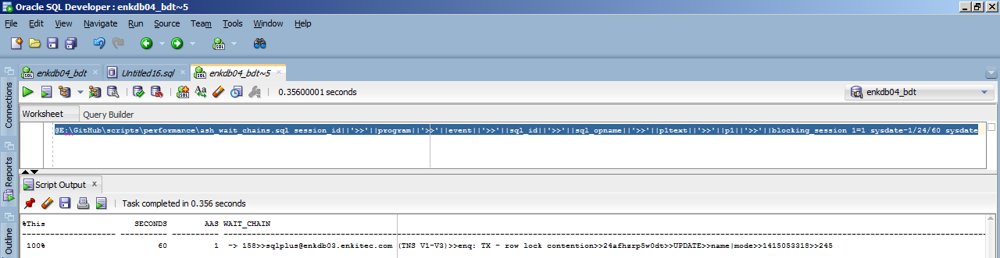 Oracle SQL Developer : enkdb04_bdt~5
File Edit View Navigate Run Source Team Tools Window Help
enkdb04_bdt Untitled16.sql enkdb04_bdt~5
0.35600001 seconds
enkdb04_bdt
Worksheet Query Builder
@E:\GitHub\scripts\performance\ash_wait_chains.sql session_id||'>>'||program||'>>'||event||'>>'||sql_id||'>>'||sql_opname||'>>'||p1text||'>>'||p1||'>>'||blocking_session 1=1 sysdate-1/24/60 sysdate
Connections
Reports
Outline
Script Output x
Task completed in 0.356 seconds
%This SECONDS AAS WAIT_CHAIN
100% 60 1 -> 158>>sqlplus@enkdb03.enkitec.com (TNS V1-V3)>>enq: TX - row lock contention>>24afhzrp5w0dt>>UPDATE>>name|mode>>1415053318>>245